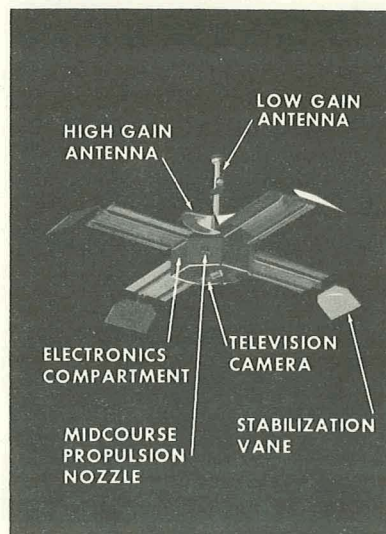 LOW GAIN
ANTENNA
HIGH GAIN
ANTENNA
ELECTRONICS
COMPARTMENT
TELEVISION
CAMERA
MIDCOURSE
PROPULSION
NOZZLE
STABILIZATION
VANE